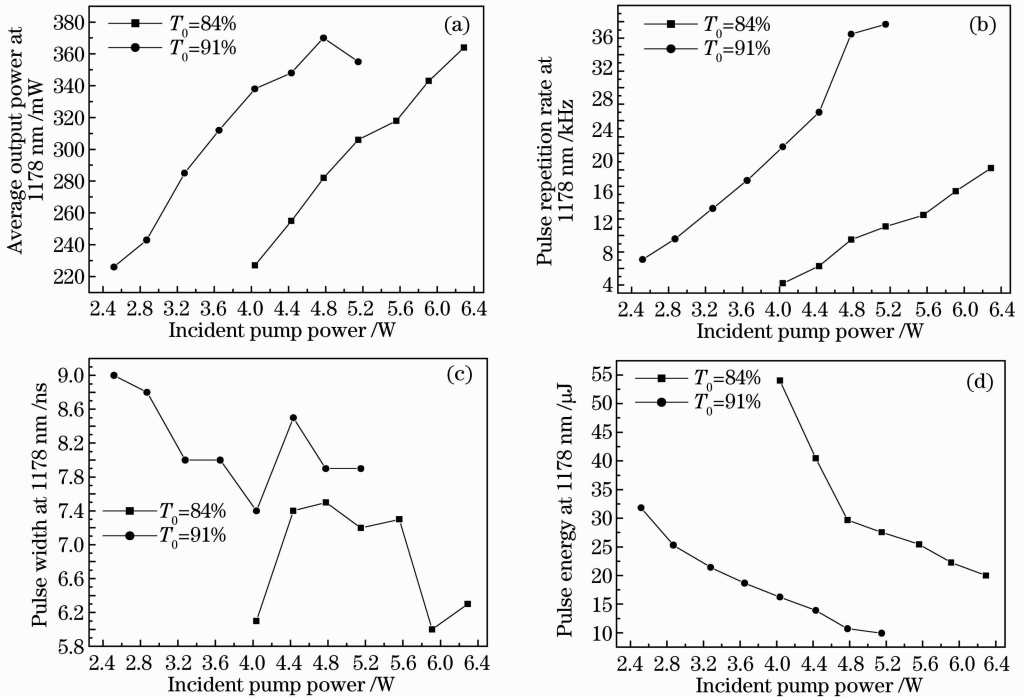 (a)
T₀=84%
T₀=91%
Average output power at
1178 nm /mW
380
360
340
320
300
280
260
240
220
2.4 2.8 3.2 3.6 4.0 4.4 4.8 5.2 5.6 6.0 6.4
Incident pump power /W
(b)
T₀=84%
T₀=91%
Pulse repetition rate at
1178 nm /kHz
36
32
28
24
20
16
12
8
4
2.4 2.8 3.2 3.6 4.0 4.4 4.8 5.2 5.6 6.0 6.4
Incident pump power /W
(c)
T₀=84%
T₀=91%
Pulse width at 1178 nm /ns
9.0
8.6
8.2
7.8
7.4
7.0
6.6
6.2
5.8
2.4 2.8 3.2 3.6 4.0 4.4 4.8 5.2 5.6 6.0 6.4
Incident pump power /W
(d)
T₀=84%
T₀=91%
Pulse energy at 1178 nm /μJ
55
50
45
40
35
30
25
20
15
10
2.4 2.8 3.2 3.6 4.0 4.4 4.8 5.2 5.6 6.0 6.4
Incident pump power /W